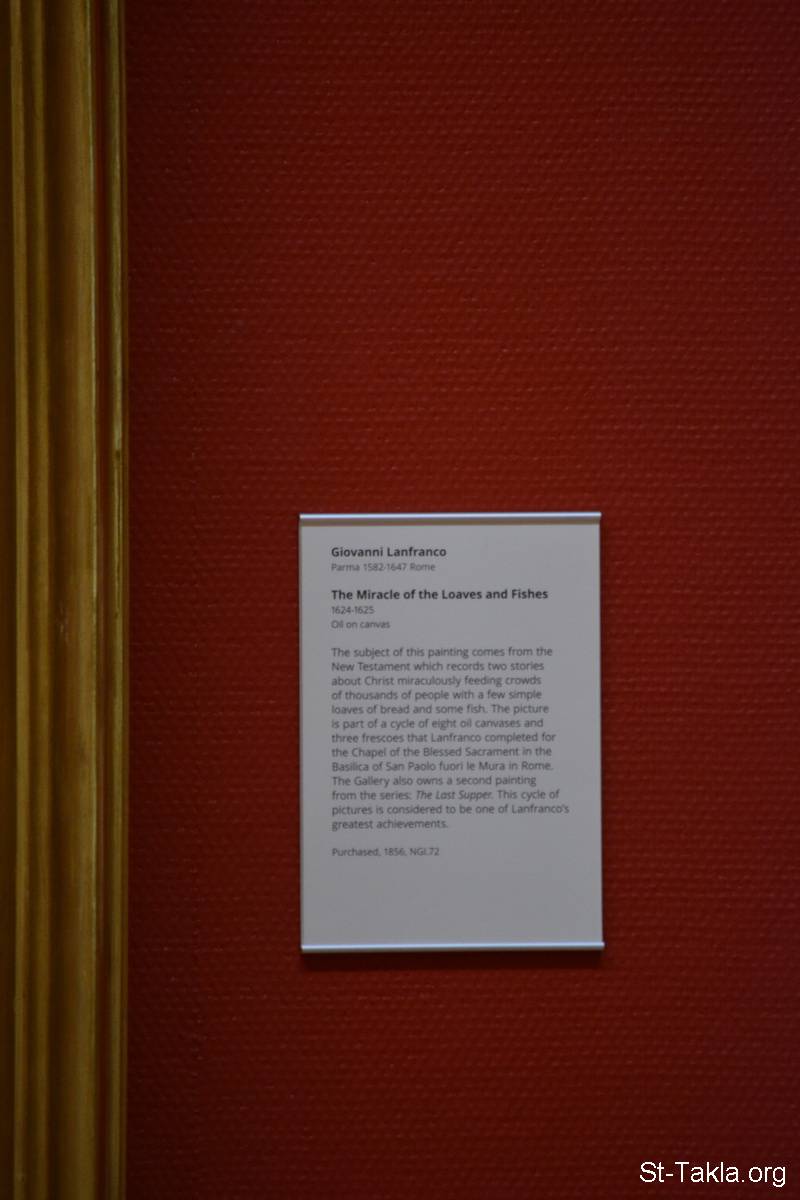 Giovanni Lanfranco
Parma 1582-1647 Rome
The Miracle of the Loaves and Fishes
1624-1625
Oil on canvas
The subject of this painting comes from the
New Testament which records two stories
about Christ miraculously feeding crowds
of thousands of people with a few simple
loaves of bread and some fish. The picture
is part of a cycle of eight oil canvases and
three frescoes that Lanfranco completed for
the Chapel of the Blessed Sacrament in the
Basilica of San Paolo fuori le Mura in Rome.
The Gallery also owns a second painting
from the series: The Last Supper. This cycle of
pictures is considered to be one of Lanfranco's
greatest achievements.
Purchased, 1856, NGI.72
St-Takla.org